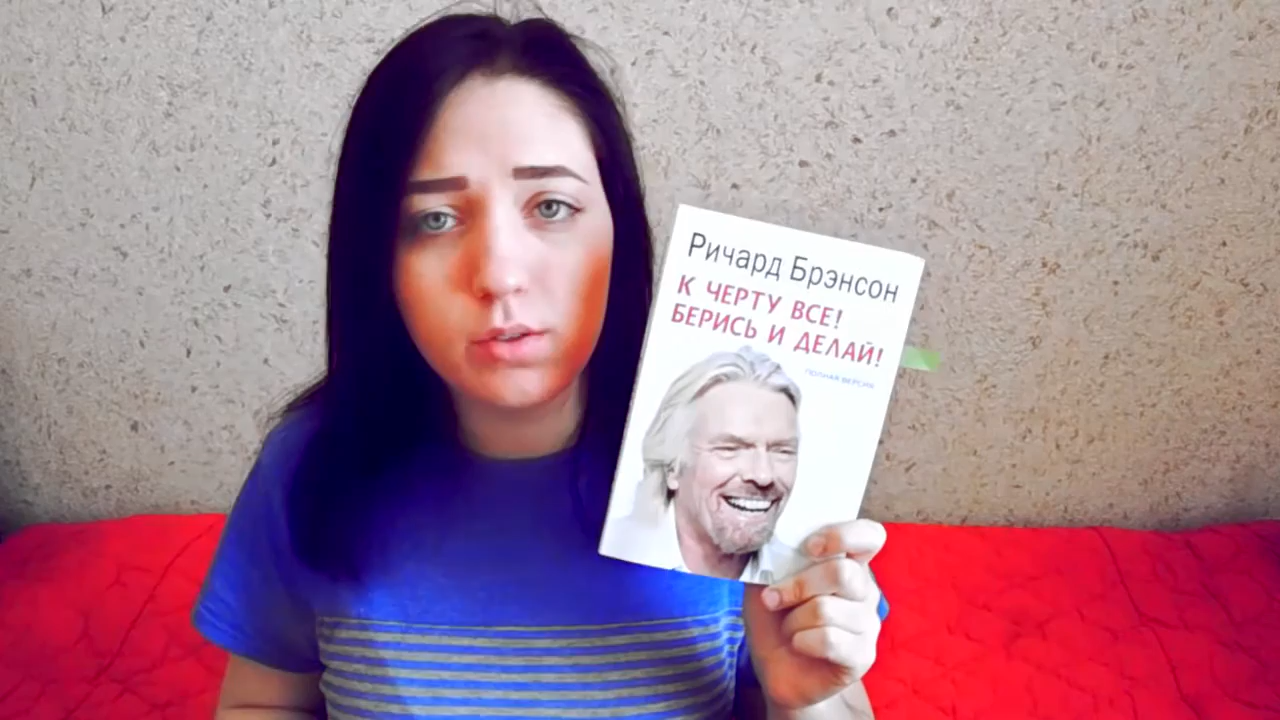 Ричард Брэнсон
К ЧЕРТУ ВСЕ!
БЕРИСЬ И ДЕЛАЙ!
ПОЛНАЯ ВЕРСИЯ